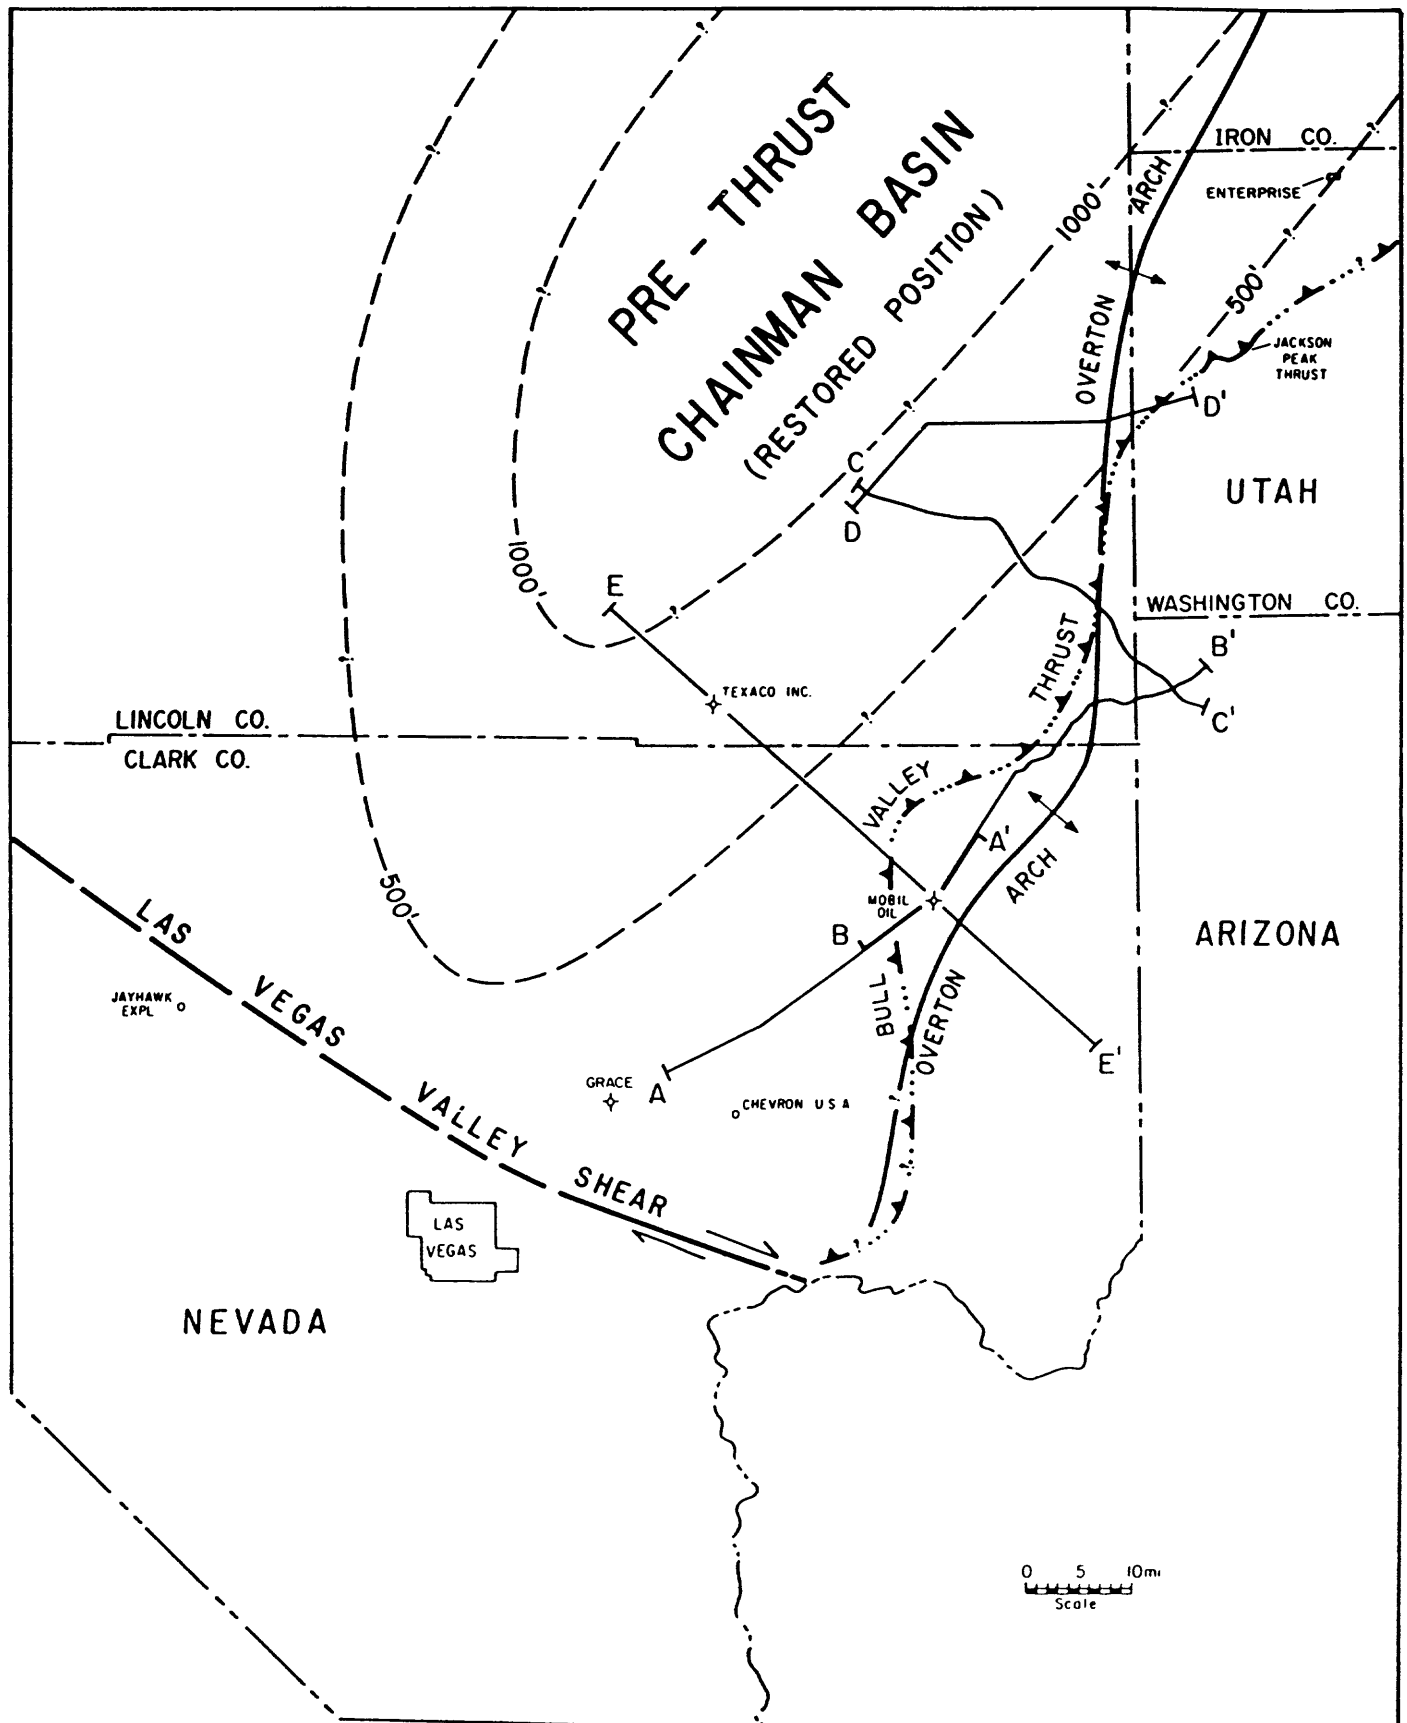 PRE - THRUST
CHAINMAN BASIN
(RESTORED POSITION)
?
?
?
?
?
?
?
?
?
?
?
?
?
?
1000'
ARCH
IRON CO.
ENTERPRISE
500'
OVERTON
JACKSON
PEAK
THRUST
D'
C
D
UTAH
1000'
E
WASHINGTON CO.
B'
THRUST
TEXACO INC.
C'
LINCOLN CO.
CLARK CO.
VALLEY
A'
500'
ARCH
MOBIL
OIL
B
ARIZONA
LAS VEGAS VALLEY SHEAR
JAYHAWK
EXPL
BULL
OVERTON
E'
GRACE
A
CHEVRON U S A
LAS
VEGAS
NEVADA
0 5 10mi
Scale